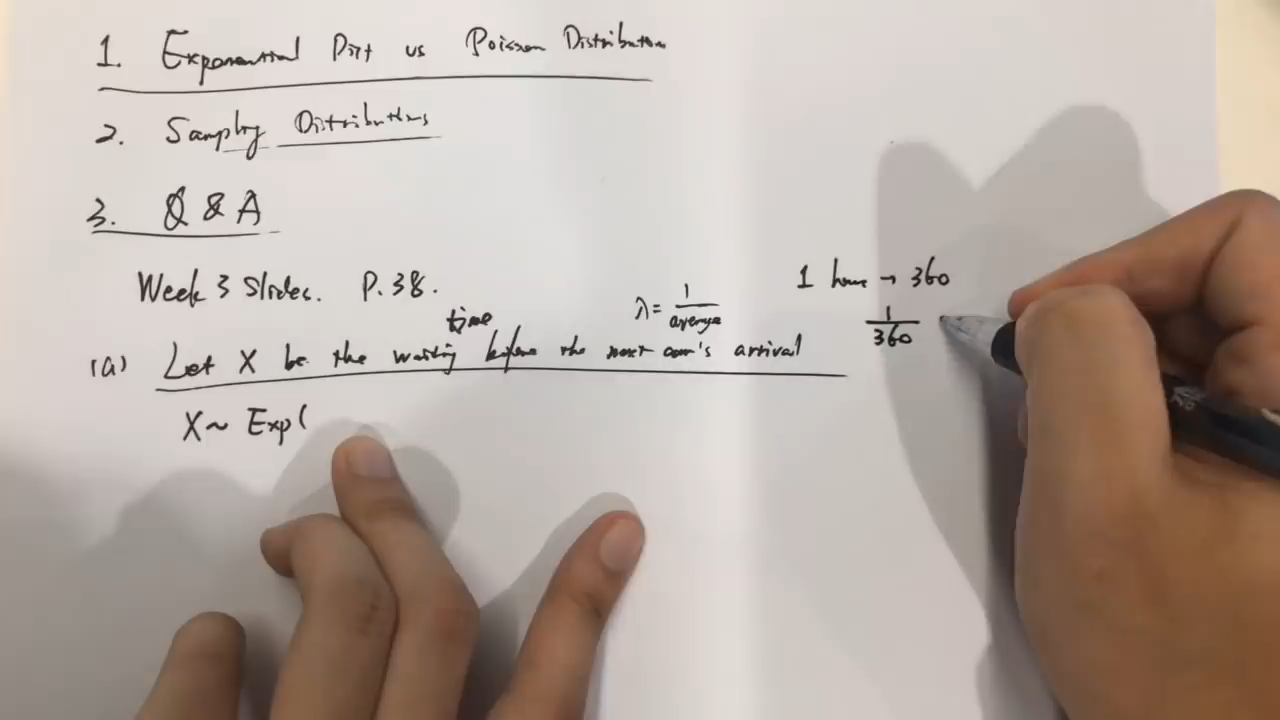 1. Exponential Dist vs Poisson Distribution
2. Sampling Distributions
3. Q & A
Week 3 Slides. P.38.
1 hour → 360
1/360
λ = 1/average
time
(a) Let X be the waiting before the next car's arrival
X ~ Exp(